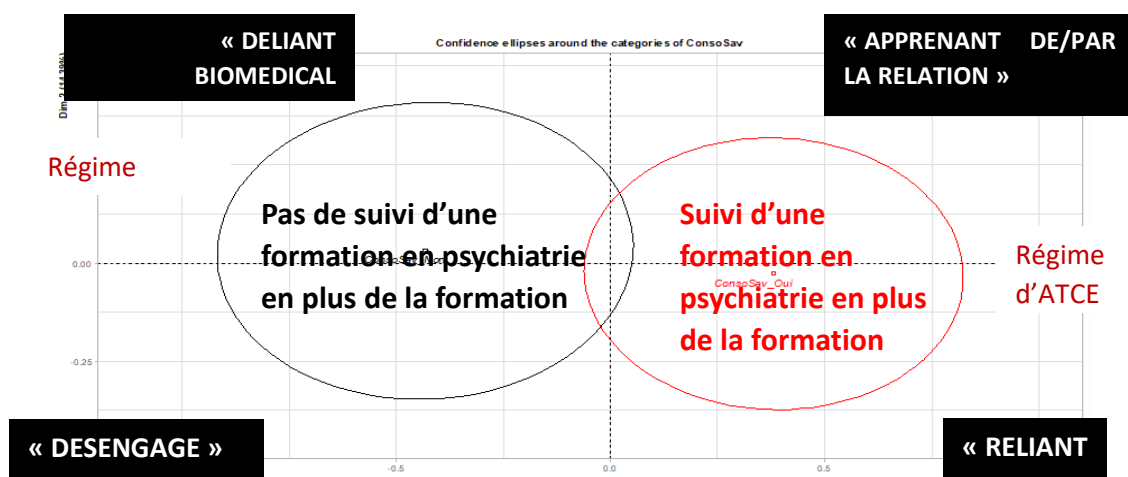 « DELIANT
BIOMEDICAL
Confidence ellipses around the categories of ConsoSav
« APPRENANT DE/PAR
LA RELATION »
Régime
Pas de suivi d’une
formation en psychiatrie
en plus de la formation
ConsoSav_Non
Suivi d’une
formation en
psychiatrie en plus
de la formation
ConsoSav_Oui
Régime
d’ATCE
0.00
-0.25
« DESENGAGE »
« RELIANT
-0.5
0.0
0.5